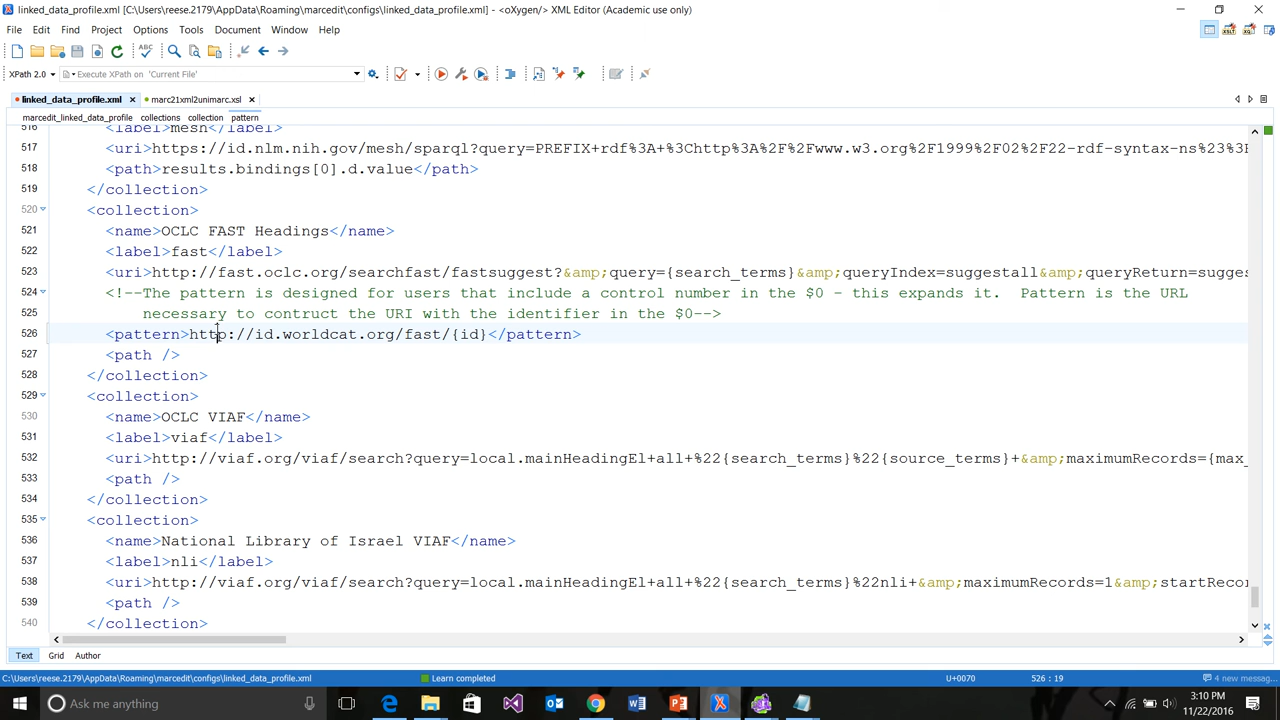 linked_data_profile.xml [C:\Users\reese.2179\AppData\Roaming\marcedit\configs\linked_data_profile.xml] - <oXygen/> XML Editor (Academic use only)
File Edit Find Project Options Tools Document Window Help
XPath 2.0 Execute XPath on 'Current File'
linked_data_profile.xml marc21xml2unimarc.xsl
marcedit_linked_data_profile collections collection pattern
516 <label>mesh</label>
517 <uri>https://id.nlm.nih.gov/mesh/sparql?query=PREFIX+rdf%3A+%3Chttp%3A%2F%2Fwww.w3.org%2F1999%2F02%2F22-rdf-syntax-ns%23%3E
518 <path>results.bindings[0].d.value</path>
519 </collection>
520 <collection>
521 <name>OCLC FAST Headings</name>
522 <label>fast</label>
523 <uri>http://fast.oclc.org/searchfast/fastsuggest?&amp;query={search_terms}&amp;queryIndex=suggestall&amp;queryReturn=sugges
524 <!--The pattern is designed for users that include a control number in the $0 - this expands it.  Pattern is the URL
525 necessary to contruct the URI with the identifier in the $0-->
526 <pattern>http://id.worldcat.org/fast/{id}</pattern>
527 <path />
528 </collection>
529 <collection>
530 <name>OCLC VIAF</name>
531 <label>viaf</label>
532 <uri>http://viaf.org/viaf/search?query=local.mainHeadingEl+all+%22{search_terms}%22{source_terms}+&amp;maximumRecords={max_
533 <path />
534 </collection>
535 <collection>
536 <name>National Library of Israel VIAF</name>
537 <label>nli</label>
538 <uri>http://viaf.org/viaf/search?query=local.mainHeadingEl+all+%22{search_terms}%22nli+&amp;maximumRecords=1&amp;startRecor
539 <path />
540 </collection>
Text Grid Author
C:\Users\reese.2179\AppData\Roaming\marcedit\configs\linked_data_profile.xml Learn completed U+0070 526 : 19 4 new messag...
Ask me anything 3:10 PM
11/22/2016